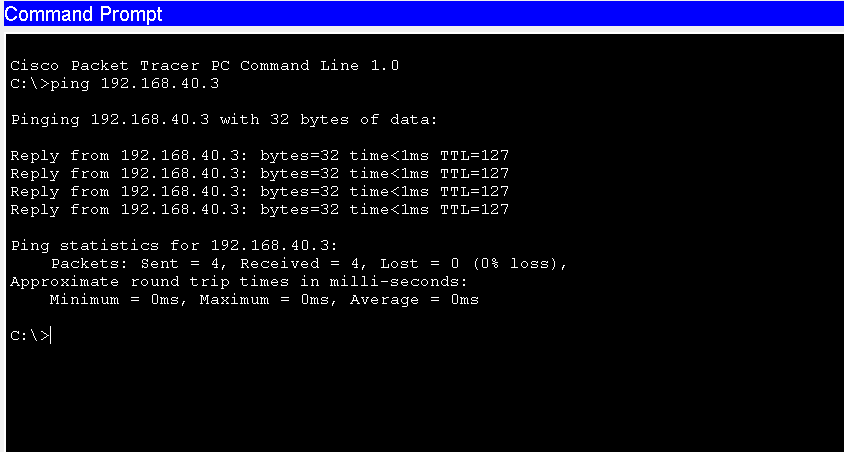 Command Prompt
Cisco Packet Tracer PC Command Line 1.0
C:\>ping 192.168.40.3
Pinging 192.168.40.3 with 32 bytes of data:
Reply from 192.168.40.3: bytes=32 time<1ms TTL=127
Reply from 192.168.40.3: bytes=32 time<1ms TTL=127
Reply from 192.168.40.3: bytes=32 time<1ms TTL=127
Reply from 192.168.40.3: bytes=32 time<1ms TTL=127
Ping statistics for 192.168.40.3:
    Packets: Sent = 4, Received = 4, Lost = 0 (0% loss),
Approximate round trip times in milli-seconds:
    Minimum = 0ms, Maximum = 0ms, Average = 0ms
C:\>